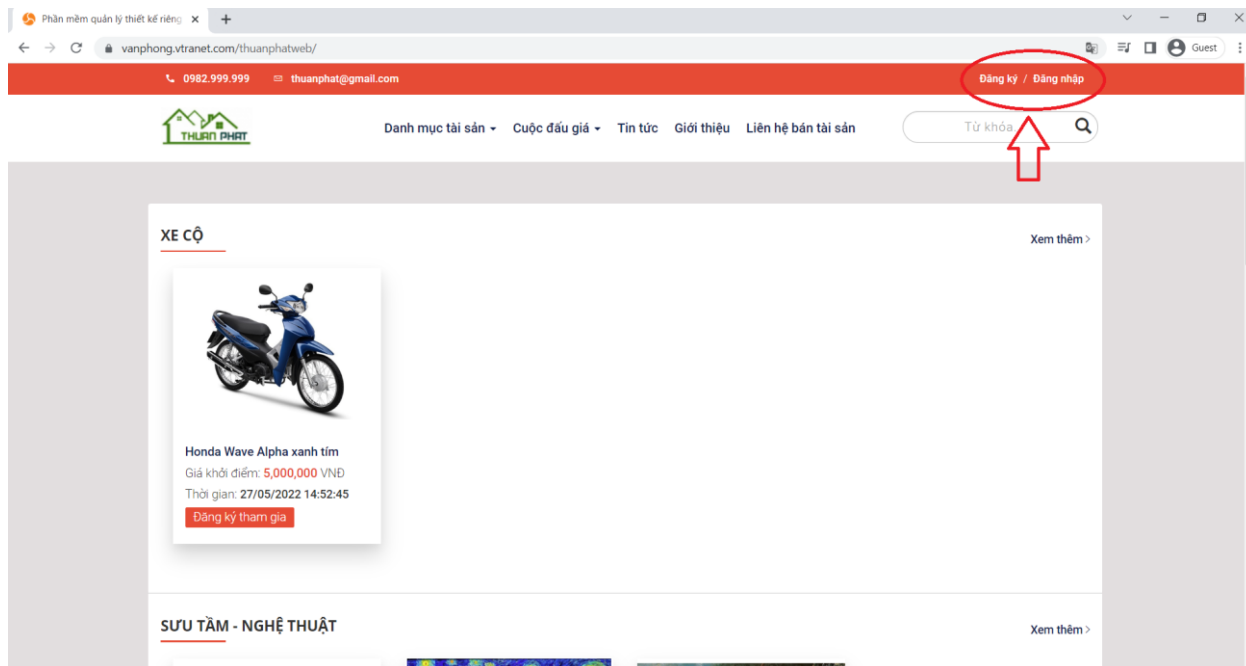 Phần mềm quản lý thiết kế riêng
vanphong.vtranet.com/thuanphatweb/
Guest
0982.999.999 thuanphat@gmail.com Đăng ký / Đăng nhập
THUAN PHAT
Danh mục tài sản Cuộc đấu giá Tin tức Giới thiệu Liên hệ bán tài sản
Từ khóa
XE CỘ
Xem thêm >
Honda Wave Alpha xanh tím
Giá khởi điểm: 5,000,000 VNĐ
Thời gian: 27/05/2022 14:52:45
Đăng ký tham gia
SƯU TẦM - NGHỆ THUẬT
Xem thêm >